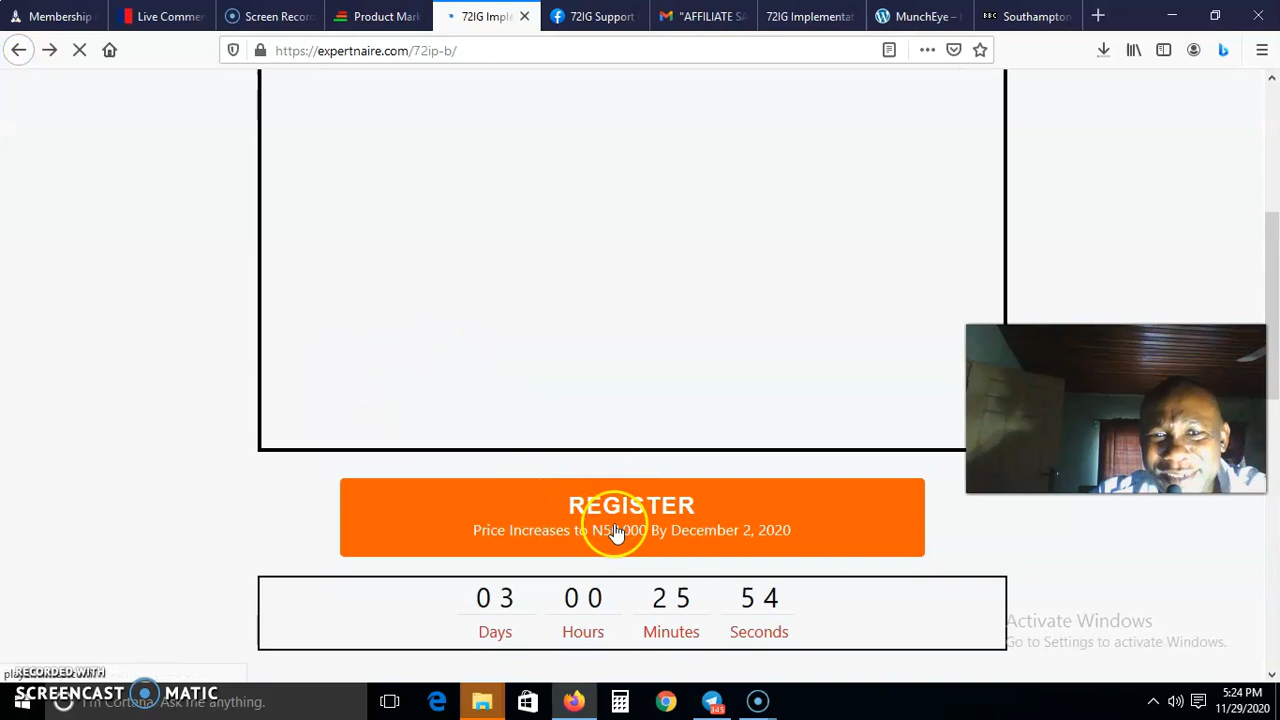 Membership
Live Comme
Screen Recor
Product Mark
72IG Imple
72IG Support
"AFFILIATE SA
72IG Implementat
MunchEye –
BBC Southampton
https://expertnaire.com/72ip-b/
REGISTER
Price Increases to By December 2, 2020
03 00 25 54
Days Hours Minutes Seconds
Activate Windows
Go to Settings to activate Windows.
RECORDED WITH
SCREENCAST MATIC
I'm Cortana. Ask me anything.
345
5:24 PM
11/29/2020